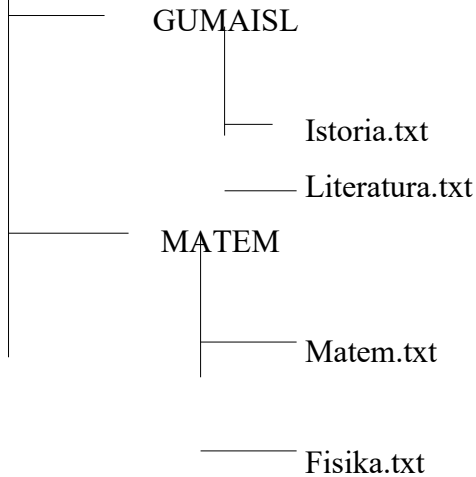 GUMAISL
Istoria.txt
Literatura.txt
MATEM
Matem.txt
Fisika.txt